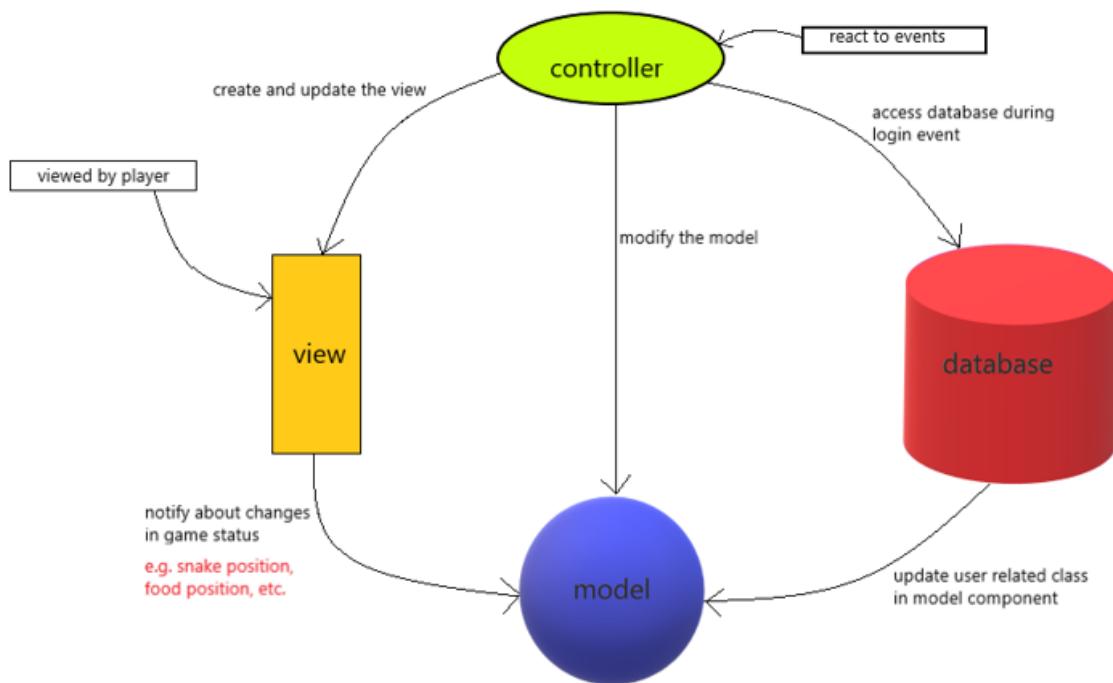 react to events
controller
create and update the view
access database during
login event
viewed by player
modify the model
view
database
notify about changes
in game status
e.g. snake position,
food position, etc.
model
update user related class
in model component